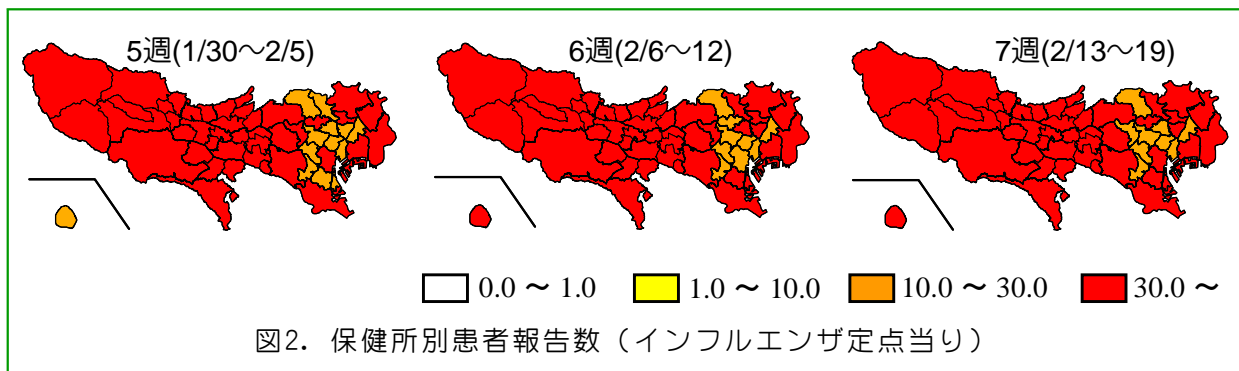 5週(1/30～2/5)
6週(2/6～12)
7週(2/13～19)
0.0 ～ 1.0
1.0 ～ 10.0
10.0 ～ 30.0
30.0 ～
図2. 保健所別患者報告数（インフルエンザ定点当り）